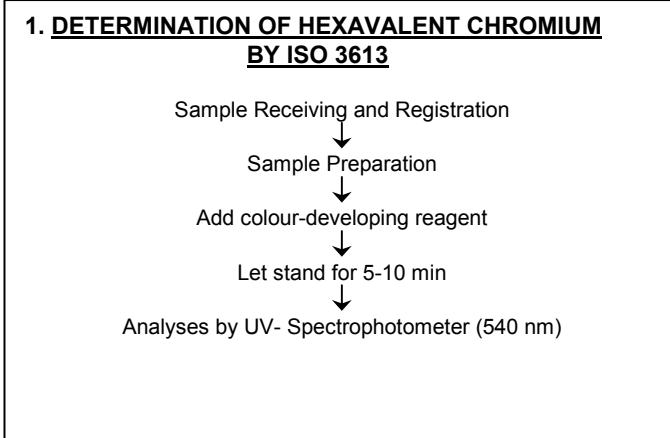 1. DETERMINATION OF HEXAVALENT CHROMIUM
BY ISO 3613
Sample Receiving and Registration
Sample Preparation
Add colour-developing reagent
Let stand for 5-10 min
Analyses by UV- Spectrophotometer (540 nm)